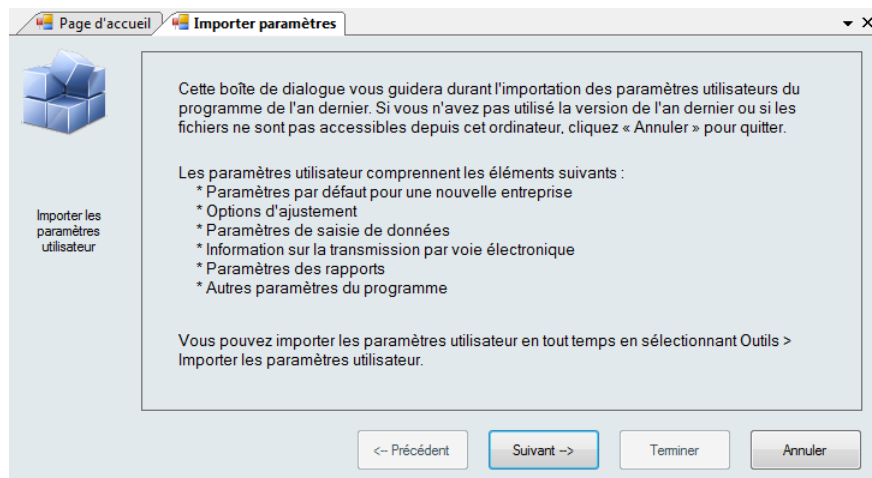 Page d'accueil
Importer paramètres
Cette boîte de dialogue vous guidera durant l'importation des paramètres utilisateurs du
programme de l'an dernier. Si vous n'avez pas utilisé la version de l'an dernier ou si les
fichiers ne sont pas accessibles depuis cet ordinateur, cliquez « Annuler » pour quitter.
Les paramètres utilisateur comprennent les éléments suivants :
* Paramètres par défaut pour une nouvelle entreprise
* Options d'ajustement
* Paramètres de saisie de données
* Information sur la transmission par voie électronique
* Paramètres des rapports
* Autres paramètres du programme
Vous pouvez importer les paramètres utilisateur en tout temps en sélectionnant Outils >
Importer les paramètres utilisateur.
Importer les
paramètres
utilisateur
<-- Précédent
Suivant -->
Terminer
Annuler